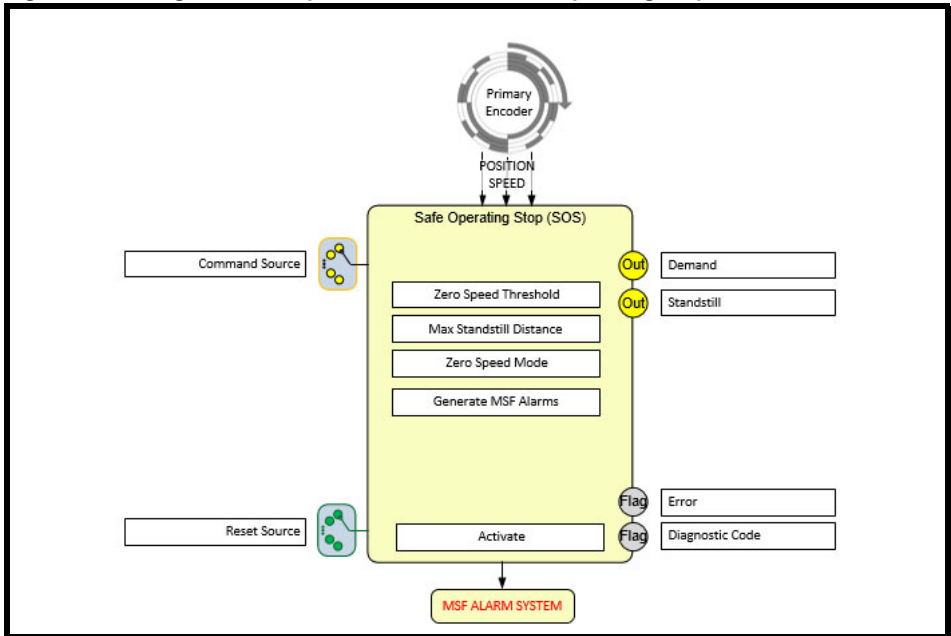 Primary
Encoder
POSITION
SPEED
Safe Operating Stop (SOS)
Command Source
Out
Demand
Zero Speed Threshold
Out
Standstill
Max Standstill Distance
Zero Speed Mode
Generate MSF Alarms
Flag
Error
Reset Source
Activate
Flag
Diagnostic Code
MSF ALARM SYSTEM